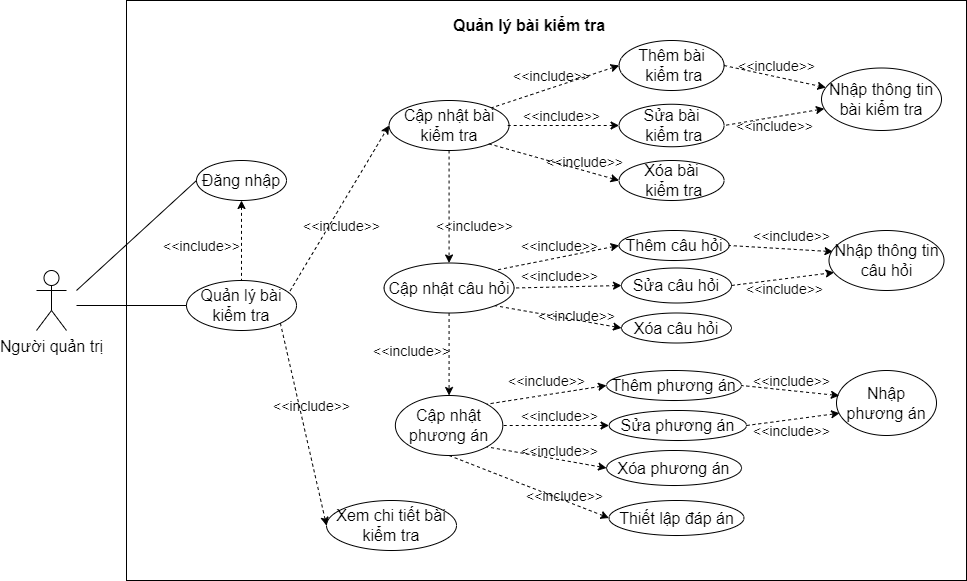 Quản lý bài kiểm tra
Thêm bài
kiểm tra
<<include>>
<<include>>
Nhập thông tin
bài kiểm tra
Cập nhật bài
kiểm tra
<<include>>
Sửa bài
kiểm tra
<<include>>
<<include>>
Xóa bài
kiểm tra
Đăng nhập
<<include>>
<<include>>
<<include>>
<<include>>
Thêm câu hỏi
<<include>>
Nhập thông tin
câu hỏi
Cập nhật câu hỏi
<<include>>
Sửa câu hỏi
<<include>>
Quản lý bài
kiểm tra
<<include>>
Xóa câu hỏi
Người quản trị
<<include>>
<<include>>
Thêm phương án
<<include>>
Nhập
phương án
<<include>>
Cập nhật
phương án
<<include>>
Sửa phương án
<<include>>
<<include>>
Xóa phương án
<<include>>
Thiết lập đáp án
Xem chi tiết bài
kiểm tra